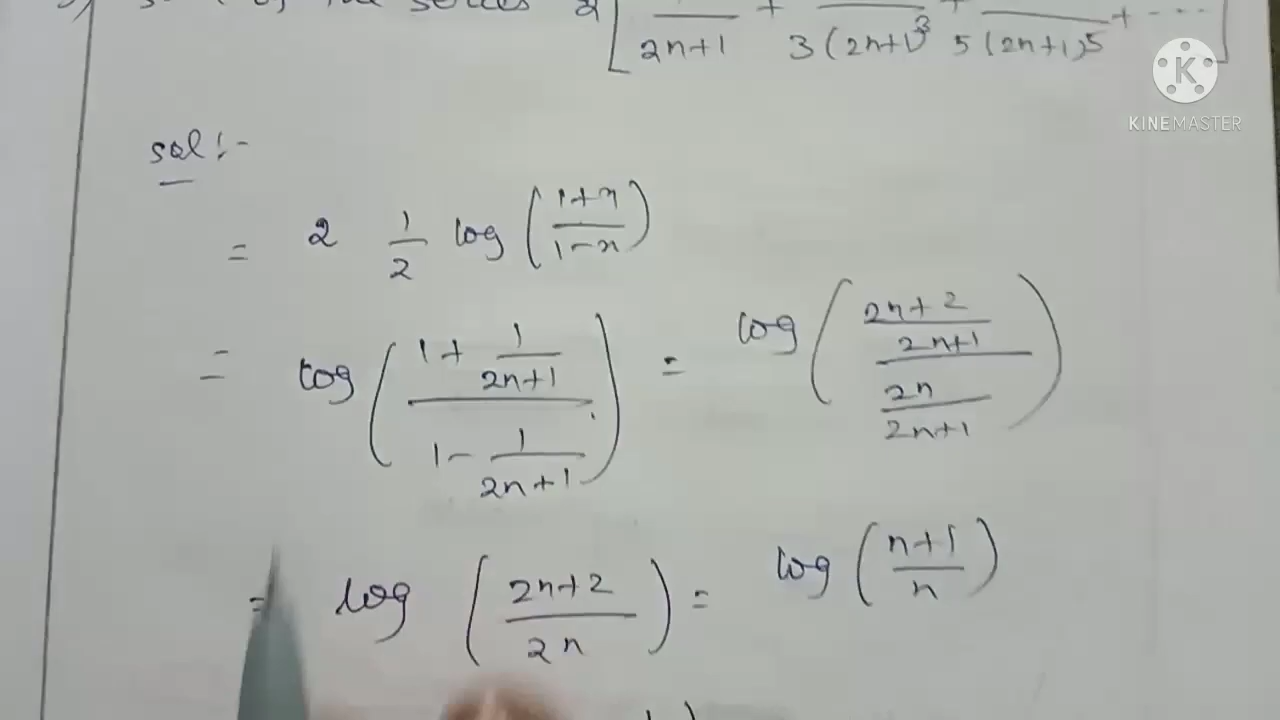 2[ 2n+1 + 3(2n+1)^3 + 5(2n+1)^5 + ---- ]
KINEMASTER
sol:-
= 2 1/2 log((1+x)/(1-x))
= log((1+ 1/(2n+1))/(1- 1/(2n+1))) = log(((2n+2)/(2n+1))/(2n/(2n+1)))
= log((2n+2)/2n) = log((n+1)/n)